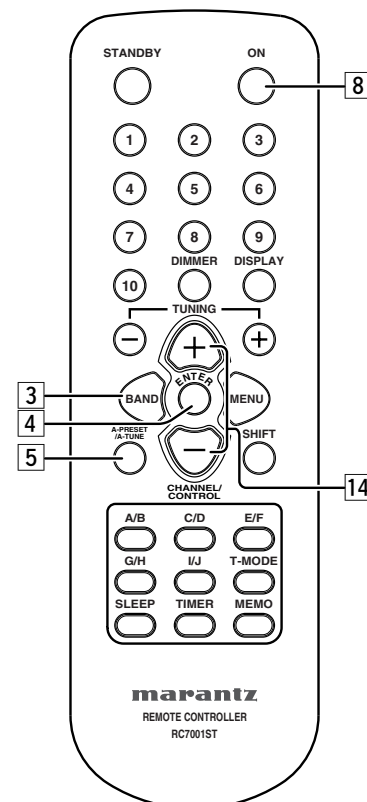 STANDBY ON
8
1 2 3
4 5 6
7 8 9
DIMMER DISPLAY
10
TUNING
− + +
ENTER
3 BAND MENU
4
A-PRESET
/A-TUNE
5
− SHIFT
14
CHANNEL/
CONTROL
A/B C/D E/F
G/H I/J T-MODE
SLEEP TIMER MEMO
marantz
REMOTE CONTROLLER
RC7001ST